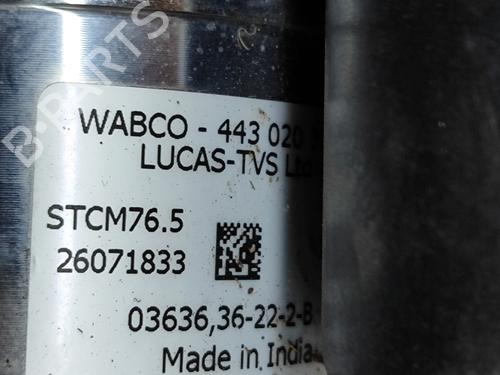 B-PARTS
WABCO - 443 020
LUCAS-TVS Ltd
STCM76.5
26071833
03636,36-22-2-B
Made in India